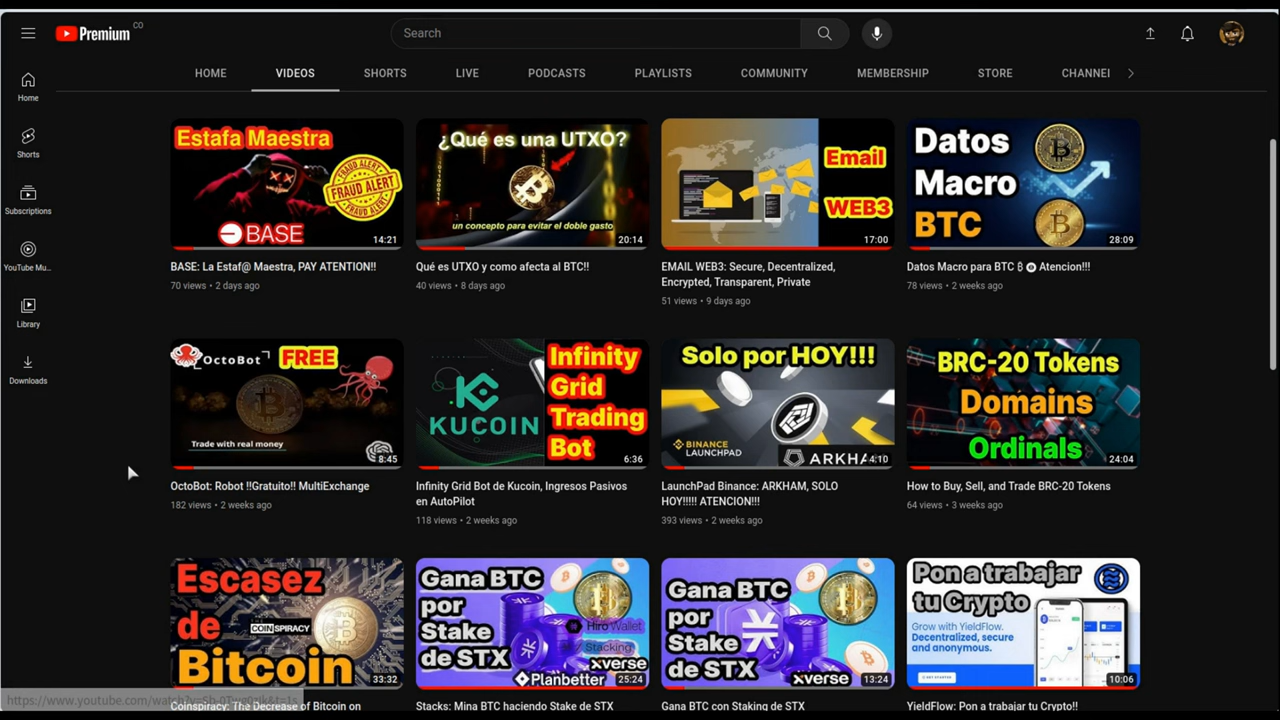 Premium CO
Search
HOME VIDEOS SHORTS LIVE PODCASTS PLAYLISTS COMMUNITY MEMBERSHIP STORE CHANNEl
Home
Shorts
Subscriptions
YouTube Mu...
Library
Downloads
Estafa Maestra
FRAUD ALERT
BASE
14:21
¿Qué es una UTXO?
un concepto para evitar el doble gasto
20:14
Email
WEB3
17:00
Datos
Macro
BTC
28:09
BASE: La Estaf@ Maestra, PAY ATENTION!!
70 views • 2 days ago
Qué es UTXO y como afecta al BTC!!
40 views • 8 days ago
EMAIL WEB3: Secure, Decentralized,
Encrypted, Transparent, Private
51 views • 9 days ago
Datos Macro para BTC ₿ Atencion!!!
78 views • 2 weeks ago
OctoBot FREE
Trade with real money
8:45
KUCOIN
Infinity
Grid
Trading
Bot
6:36
Solo por HOY!!!
BINANCE
LAUNCHPAD
ARKHA
4:10
BRC-20 Tokens
Domains
Ordinals
24:04
OctoBot: Robot !!Gratuito!! MultiExchange
182 views • 2 weeks ago
Infinity Grid Bot de Kucoin, Ingresos Pasivos
en AutoPilot
118 views • 2 weeks ago
LaunchPad Binance: ARKHAM, SOLO
HOY!!!!! ATENCION!!!
393 views • 2 weeks ago
How to Buy, Sell, and Trade BRC-20 Tokens
64 views • 3 weeks ago
Escasez
de
THE COINSPIRACY
Bitcoin
33:32
Gana BTC
por
Stake
de STX
Hiro Wallet
Stacking
xverse
Planbetter
25:24
Gana BTC
por
Stake
de STX
xverse
13:24
Pon a trabajar
tu Crypto
Grow with YieldFlow.
Decentralized, secure
and anonymous.
GET STARTED
10:06
Coinspiracy: The Decrease of Bitcoin on
Stacks: Mina BTC haciendo Stake de STX
Gana BTC con Staking de STX
YieldFlow: Pon a trabajar tu Crypto!!